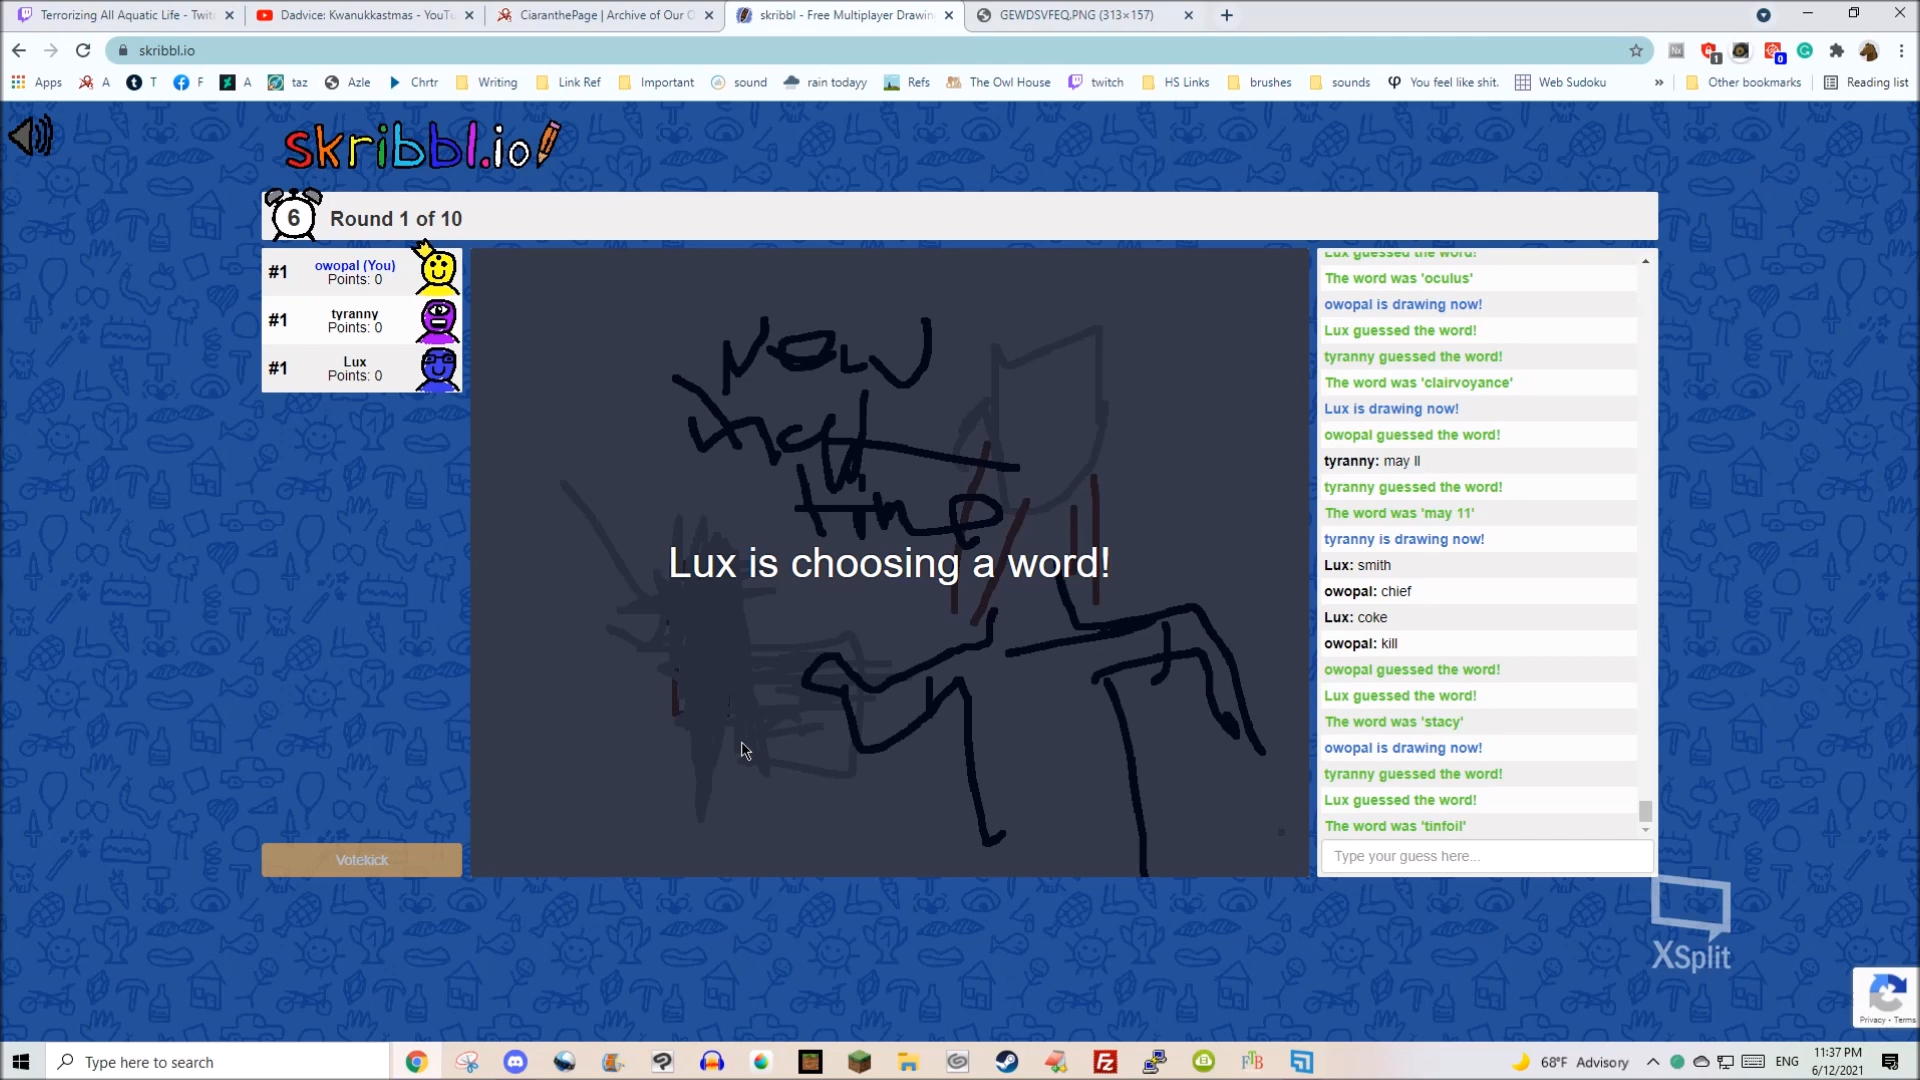 Terrorizing All Aquatic Life - Twit
Dadvice: Kwanukkastmas - YouTu
CiaranthePage | Archive of Our O
skribbl - Free Multiplayer Drawin
GEWDSVFEQ.PNG (313×157)
skribbl.io
Apps
A
T
F
A
taz
Azle
Chrtr
Writing
Link Ref
Important
sound
rain todayy
Refs
The Owl House
twitch
HS Links
brushes
sounds
You feel like shit.
Web Sudoku
»
Other bookmarks
Reading list
skribbl.io
6
Round 1 of 10
#1
owopal (You)
Points: 0
#1
tyranny
Points: 0
#1
Lux
Points: 0
Votekick
NEW
Lux is choosing a word!
Lux guessed the word!
The word was 'oculus'
owopal is drawing now!
Lux guessed the word!
tyranny guessed the word!
The word was 'clairvoyance'
Lux is drawing now!
owopal guessed the word!
tyranny: may ll
tyranny guessed the word!
The word was 'may 11'
tyranny is drawing now!
Lux: smith
owopal: chief
Lux: coke
owopal: kill
owopal guessed the word!
Lux guessed the word!
The word was 'stacy'
owopal is drawing now!
tyranny guessed the word!
Lux guessed the word!
The word was 'tinfoil'
Type your guess here...
XSplit
Privacy - Terms
Type here to search
68°F Advisory
ENG
11:37 PM
6/12/2021